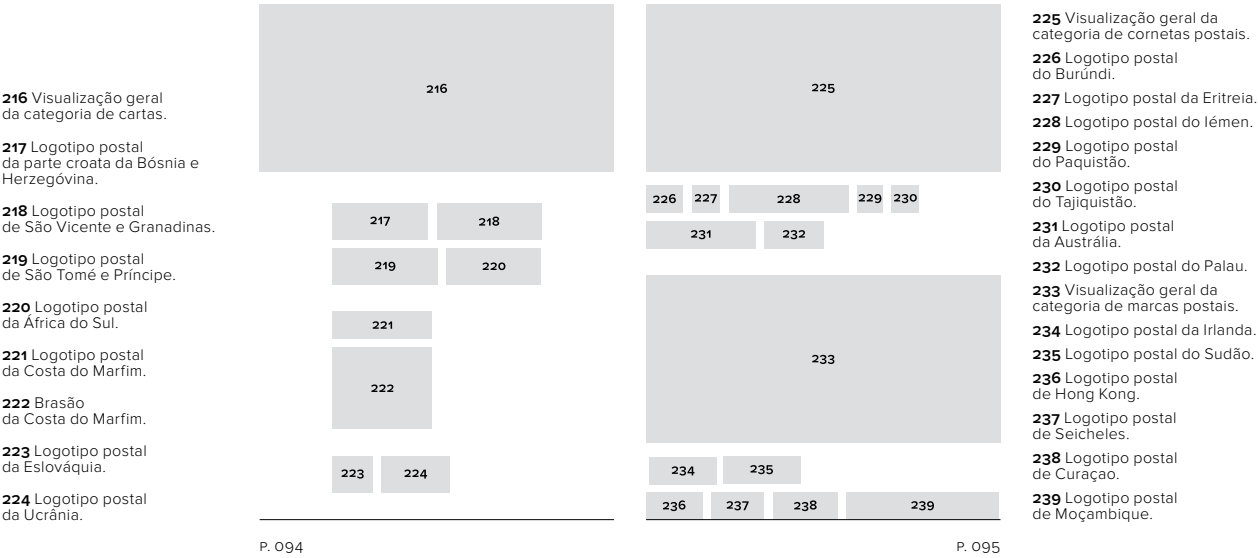 216 Visualização geral
da categoria de cartas.
217 Logotipo postal
da parte croata da Bósnia e
Herzegóvina.
218 Logotipo postal
de São Vicente e Granadinas.
219 Logotipo postal
de São Tomé e Príncipe.
220 Logotipo postal
da África do Sul.
221 Logotipo postal
da Costa do Marfim.
222 Brasão
da Costa do Marfim.
223 Logotipo postal
da Eslováquia.
224 Logotipo postal
da Ucrânia.
216
217 218
219 220
221
222
223 224
P. 094
225
226 227 228 229 230
231 232
233
234 235
236 237 238 239
P. 095
225 Visualização geral da
categoria de cornetas postais.
226 Logotipo postal
do Burúndi.
227 Logotipo postal da Eritreia.
228 Logotipo postal do Iémen.
229 Logotipo postal
do Paquistão.
230 Logotipo postal
do Tajiquistão.
231 Logotipo postal
da Austrália.
232 Logotipo postal do Palau.
233 Visualização geral da
categoria de marcas postais.
234 Logotipo postal da Irlanda.
235 Logotipo postal do Sudão.
236 Logotipo postal
de Hong Kong.
237 Logotipo postal
de Seicheles.
238 Logotipo postal
de Curaçao.
239 Logotipo postal
de Moçambique.